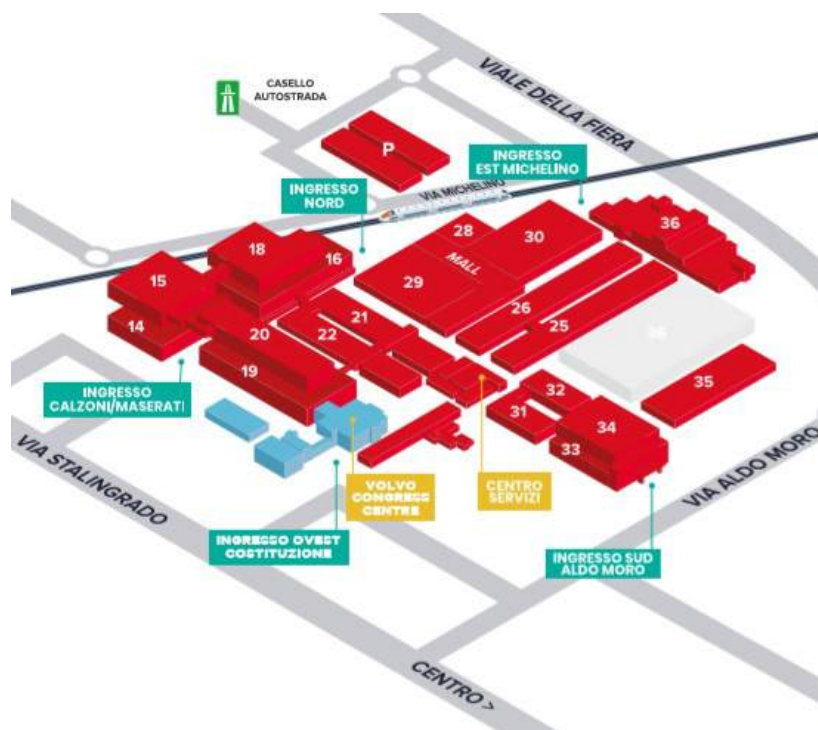 VIALE DELLA FIERA
CASELLO
AUTOSTRADA
P
INGRESSO
EST MICHELINO
INGRESSO
NORD
VIA MICHELINO
28
30
36
18
16
15
MALL
29
14
20
21
22
26
25
19
INGRESSO
CALZONI/MASERATI
32
31
35
34
33
VIA STALINGRADO
VOLVO
CONGRESS
CENTRE
CENTRO
SERVIZI
VIA ALDO MORO
INGRESSO OVEST
COSTITUZIONE
INGRESSO SUD
ALDO MORO
CENTRO >